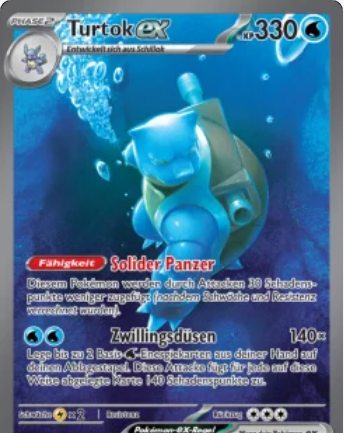 PHASE 2 Turtok ex KP 330
Entwickelt sich aus Schillok
Fähigkeit Solider Panzer
Diesem Pokémon werden durch Attacken 30 Schadens-
punkte weniger zugefügt (nachdem Schwäche und Resistenz
verrechnet wurden).
Zwillingsdüsen 140×
Lege bis zu 2 Basis-Energiekarten aus deiner Hand auf
deinen Ablagestapel. Diese Attacke fügt für jede auf diese
Weise abgelegte Karte 140 Schadenspunkte zu.
Schwäche ×2 Resistenz Rückzug
Pokémon-ex-Regel